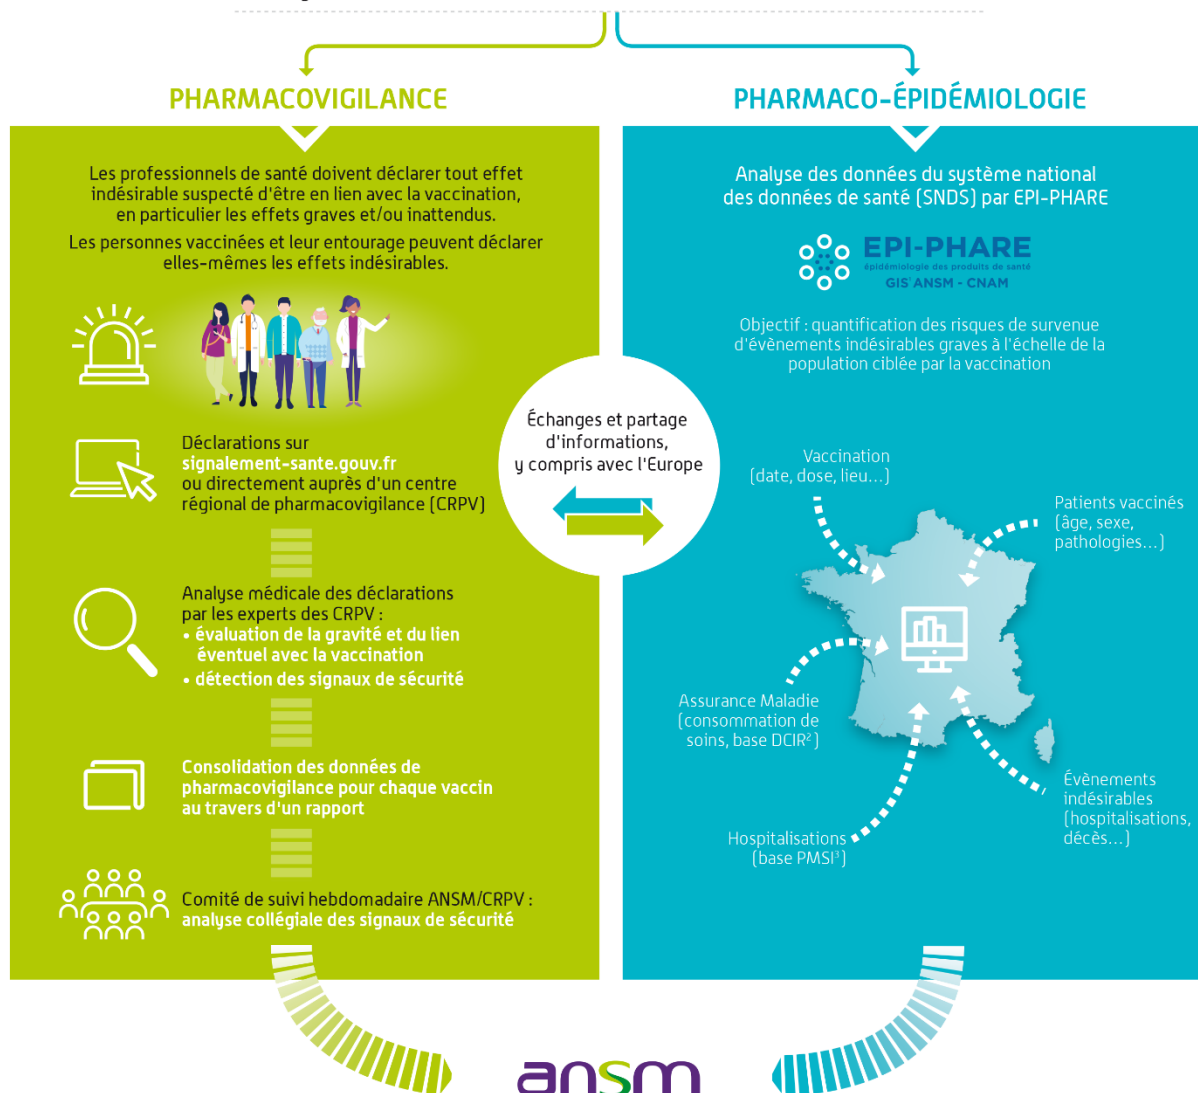 PHARMACOVIGILANCE
Les professionnels de santé doivent déclarer tout effet
indésirable suspecté d'être en lien avec la vaccination,
en particulier les effets graves et/ou inattendus.
Les personnes vaccinées et leur entourage peuvent déclarer
elles-mêmes les effets indésirables.
Déclarations sur
signalement-sante.gouv.fr
ou directement auprès d'un centre
régional de pharmacovigilance (CRPV)
Analyse médicale des déclarations
par les experts des CRPV :
• évaluation de la gravité et du lien
éventuel avec la vaccination
• détection des signaux de sécurité
Consolidation des données de
pharmacovigilance pour chaque vaccin
au travers d'un rapport
Comité de suivi hebdomadaire ANSM/CRPV :
analyse collégiale des signaux de sécurité
Échanges et partage
d'informations,
y compris avec l'Europe
PHARMACO-ÉPIDÉMIOLOGIE
Analyse des données du système national
des données de santé (SNDS) par EPI-PHARE
EPI-PHARE
épidémiologie des produits de santé
GIS ANSM - CNAM
Objectif : quantification des risques de survenue
d'évènements indésirables graves à l'échelle de la
population ciblée par la vaccination
Vaccination
(date, dose, lieu...)
Patients vaccinés
(âge, sexe,
pathologies...)
Assurance Maladie
(consommation de
soins, base DCIR²)
Hospitalisations
(base PMSI³)
Évènements
indésirables
(hospitalisations,
décès...)
ansm